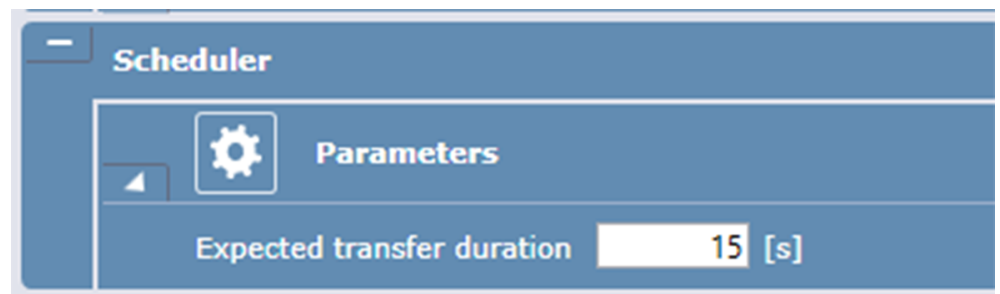 Scheduler
Parameters
Expected transfer duration 15 [s]